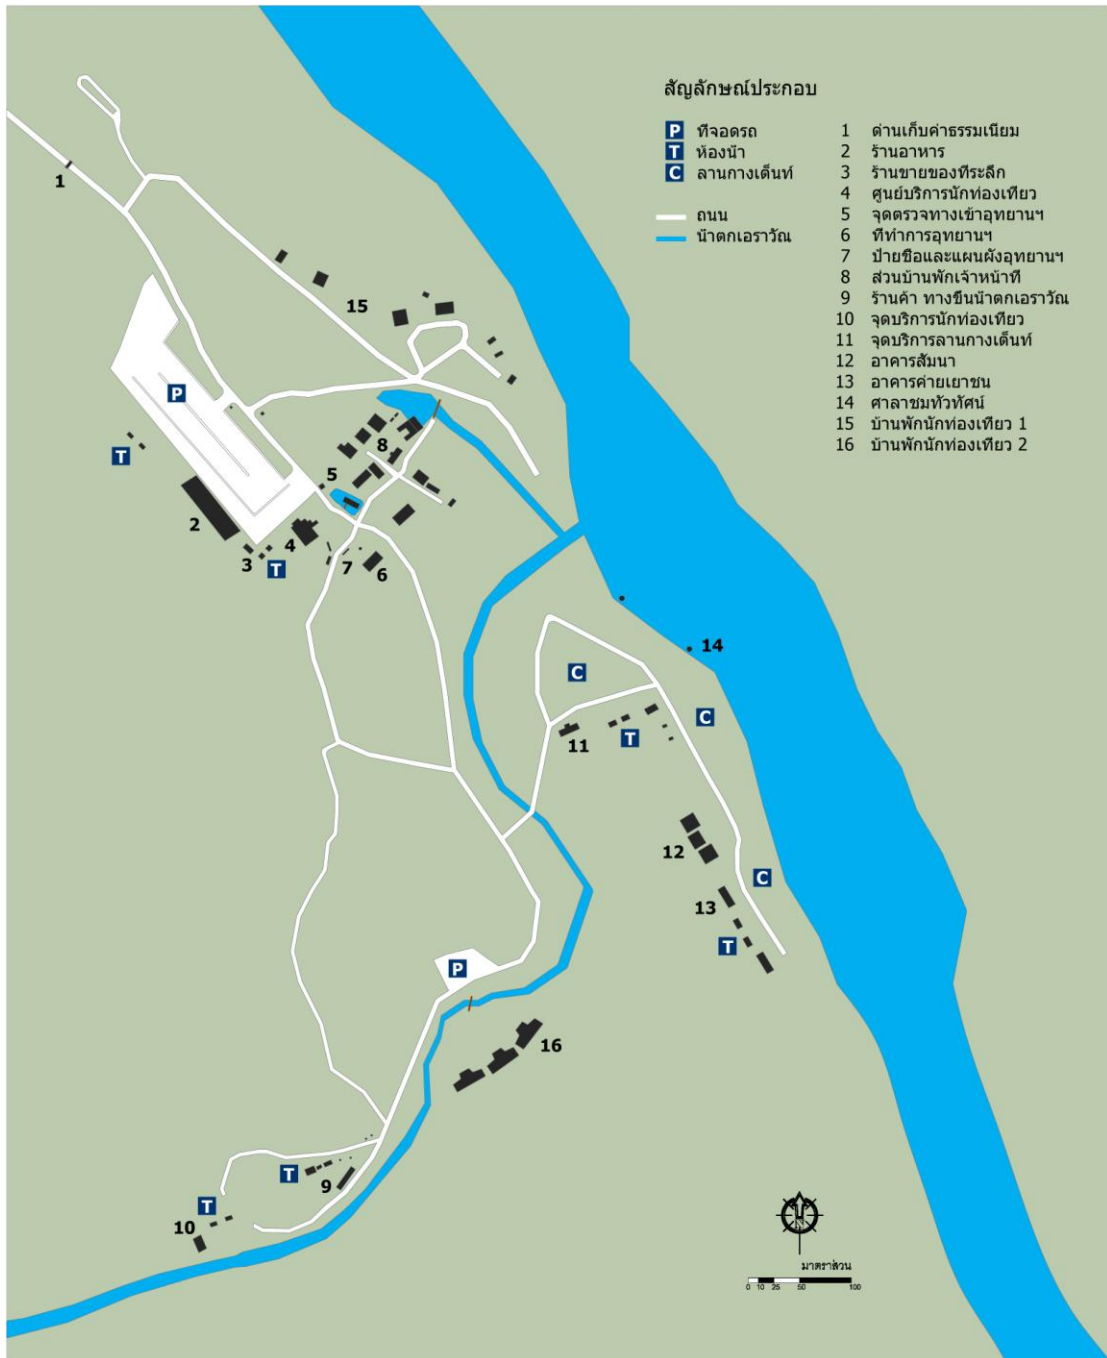 สัญลักษณ์ประกอบ
P ที่จอดรถ
T ห้องน้ำ
C ลานกางเต็นท์
ถนน
น้ำตกเอราวัณ
1 ด่านเก็บค่าธรรมเนียม
2 ร้านอาหาร
3 ร้านขายของที่ระลึก
4 ศูนย์บริการนักท่องเที่ยว
5 จุดตรวจทางเข้าอุทยานฯ
6 ที่ทำการอุทยานฯ
7 ป้ายชื่อและแผนผังอุทยานฯ
8 ส่วนบ้านพักเจ้าหน้าที่
9 ร้านค้า ทางขึ้นน้ำตกเอราวัณ
10 จุดบริการนักท่องเที่ยว
11 จุดบริการลานกางเต็นท์
12 อาคารสัมนา
13 อาคารค่ายเยาชน
14 ศาลาชมทัวทัศน์
15 บ้านพักนักท่องเที่ยว 1
16 บ้านพักนักท่องเที่ยว 2
1
15
P
8
T
5
2
4
3
T
7
6
14
C
C
11
T
12
C
13
T
P
16
T
9
T
10
มาตราส่วน
0 10 25 50 100